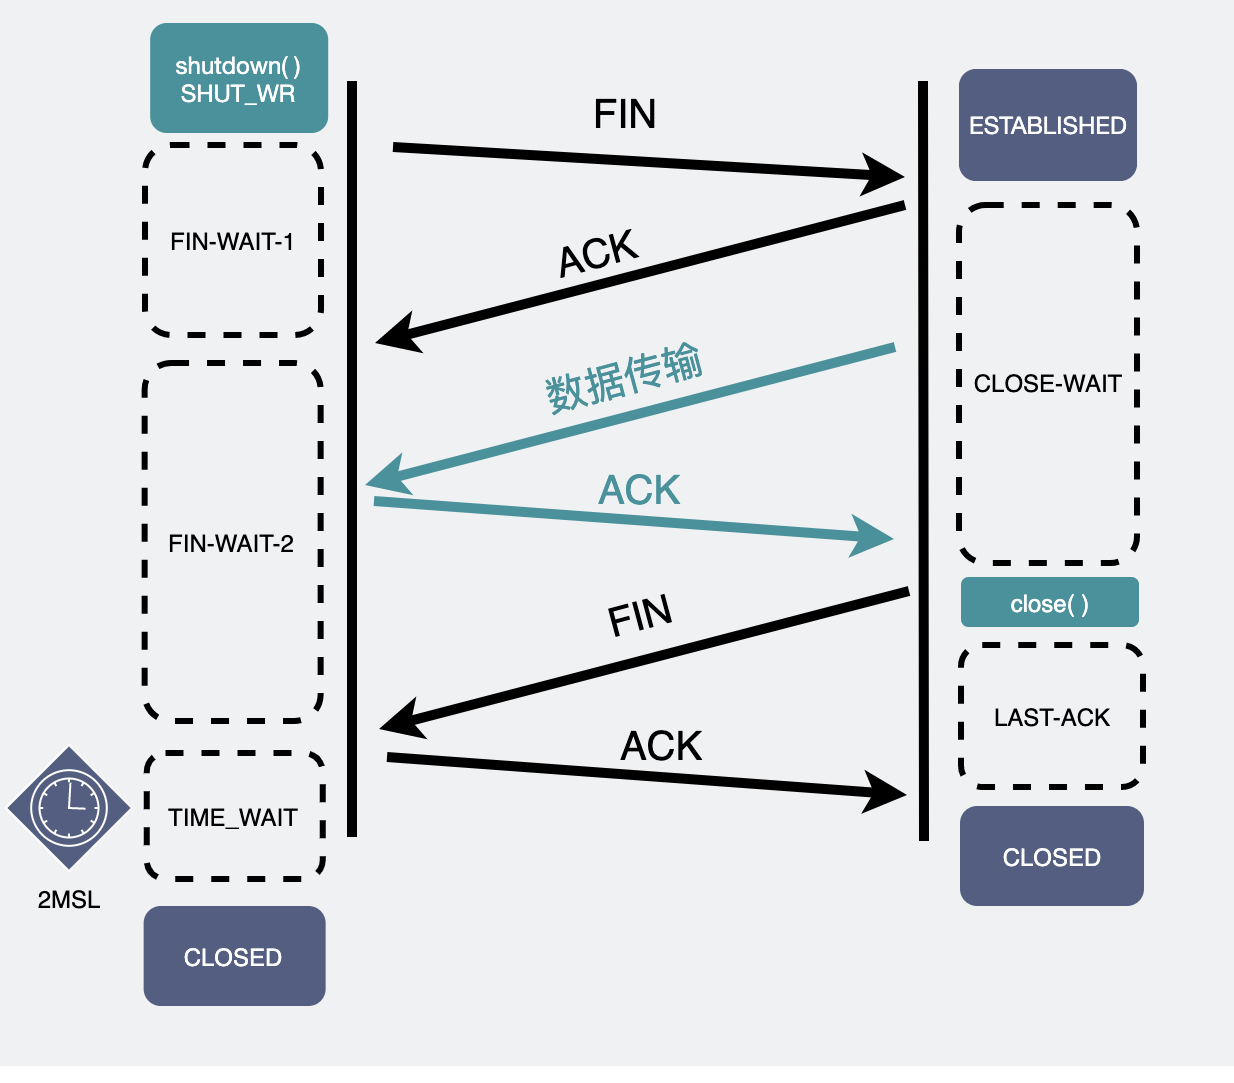 shutdown( )
SHUT_WR
FIN
ESTABLISHED
FIN-WAIT-1
ACK
数据传输
CLOSE-WAIT
ACK
FIN-WAIT-2
FIN
close( )
ACK
LAST-ACK
TIME_WAIT
2MSL
CLOSED
CLOSED